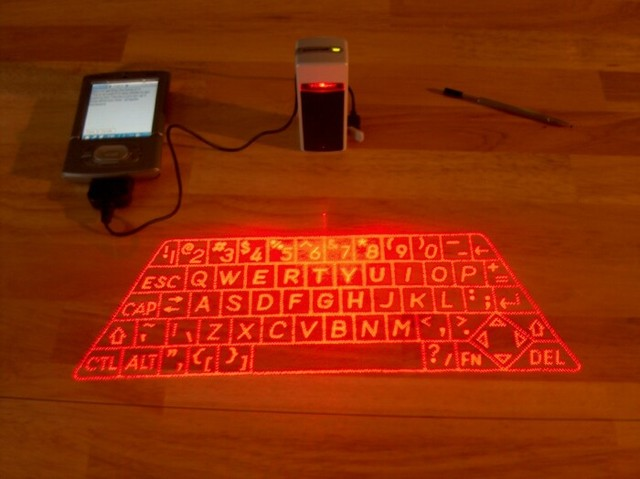 ! 1 @ 2 # 3 $ 4 % 5 ^ 6 & 7 * 8 ( 9 ) 0 _ - ←
ESC Q W E R T Y U I O P + =
CAP A S D F G H J K L : ; ↵
~ ` | \ Z X C V B N M < , > .
CTL ALT " ' { [ } ] ? / FN DEL